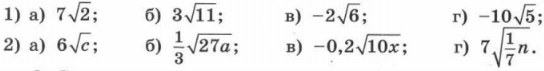 1) а) 7√2; б) 3√11; в) −2√6; г) −10√5;
2) а) 6√c; б) 1/3 √27a; в) −0,2√10x; г) 7√(1/7 n).